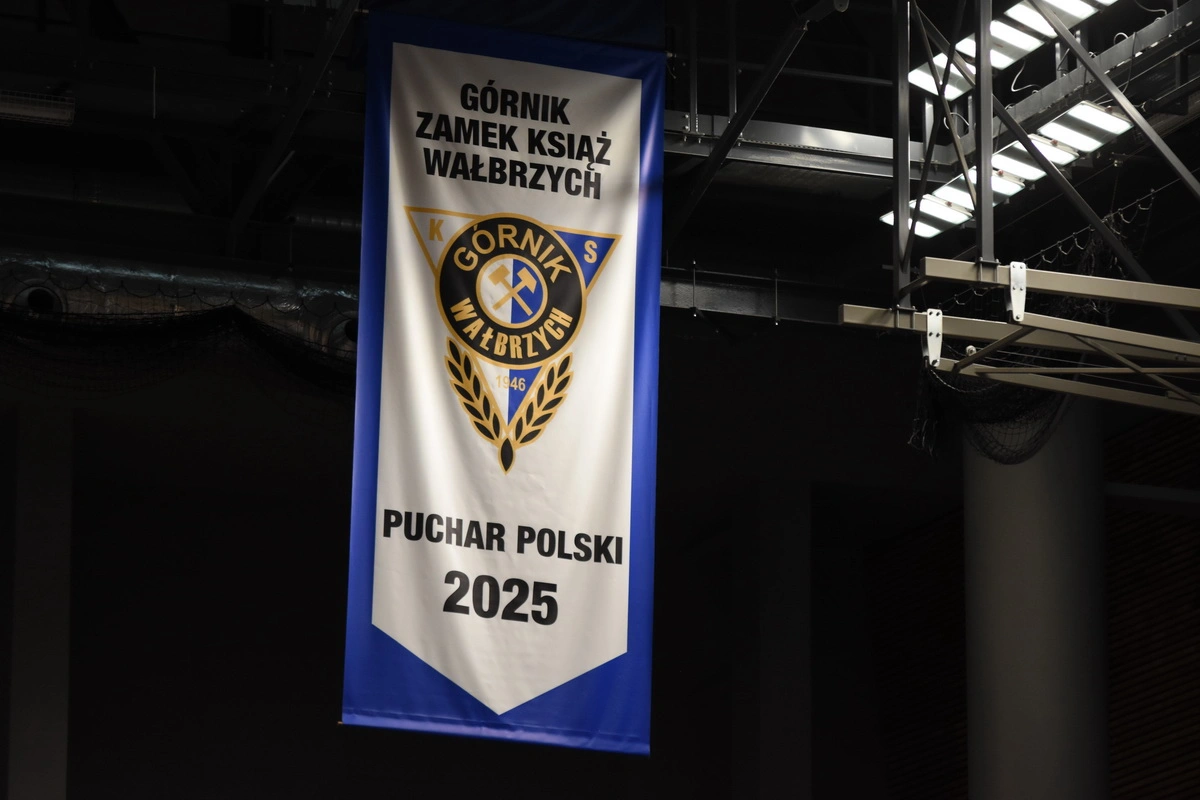 GÓRNIK
ZAMEK KSIĄŻ
WAŁBRZYCH
K S
GÓRNIK
WAŁBRZYCH
1946
PUCHAR POLSKI
2025